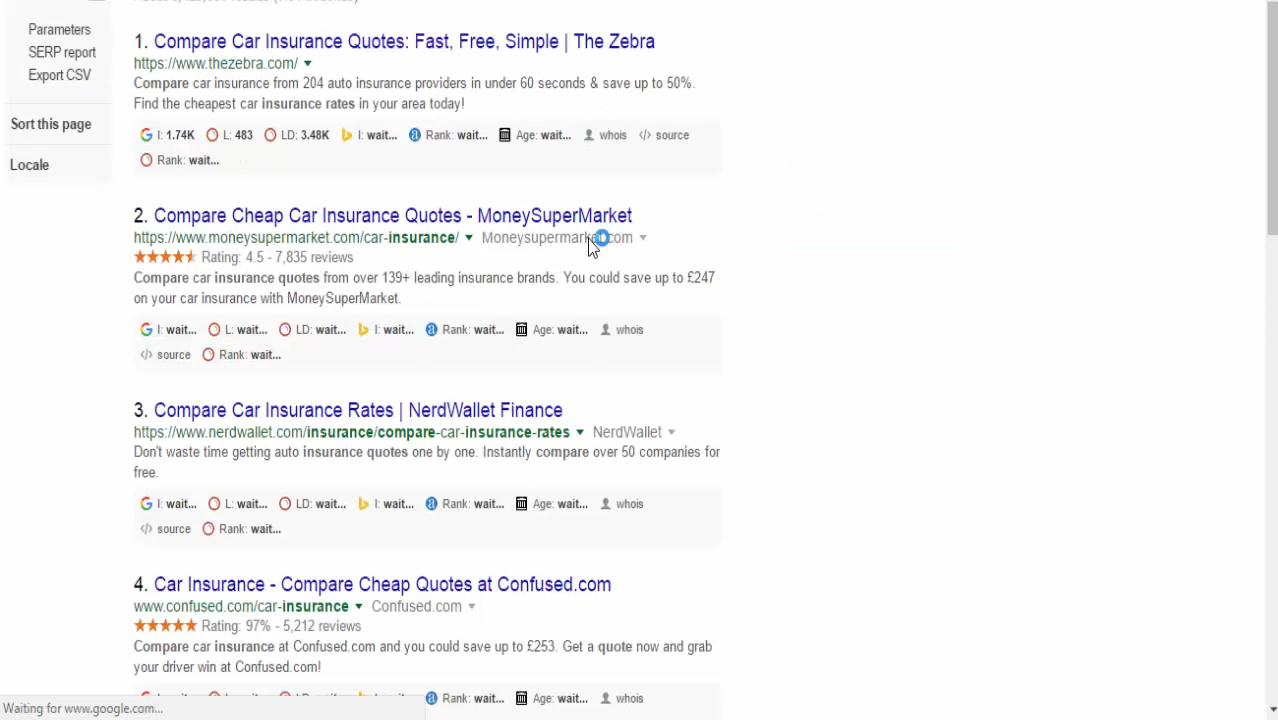 Parameters
SERP report
Export CSV
Sort this page
Locale
1. Compare Car Insurance Quotes: Fast, Free, Simple | The Zebra
https://www.thezebra.com/
Compare car insurance from 204 auto insurance providers in under 60 seconds & save up to 50%.
Find the cheapest car insurance rates in your area today!
I: 1.74K L: 483 LD: 3.48K I: wait... Rank: wait... Age: wait... whois </> source
Rank: wait...
2. Compare Cheap Car Insurance Quotes - MoneySuperMarket
https://www.moneysupermarket.com/car-insurance/ Moneysupermarket.com
Rating: 4.5 - 7,835 reviews
Compare car insurance quotes from over 139+ leading insurance brands. You could save up to £247
on your car insurance with MoneySuperMarket.
I: wait... L: wait... LD: wait... I: wait... Rank: wait... Age: wait... whois
</> source Rank: wait...
3. Compare Car Insurance Rates | NerdWallet Finance
https://www.nerdwallet.com/insurance/compare-car-insurance-rates NerdWallet
Don't waste time getting auto insurance quotes one by one. Instantly compare over 50 companies for
free.
I: wait... L: wait... LD: wait... I: wait... Rank: wait... Age: wait... whois
</> source Rank: wait...
4. Car Insurance - Compare Cheap Quotes at Confused.com
www.confused.com/car-insurance Confused.com
Rating: 97% - 5,212 reviews
Compare car insurance at Confused.com and you could save up to £253. Get a quote now and grab
your driver win at Confused.com!
Rank: wait... Age: wait... whois
Waiting for www.google.com...